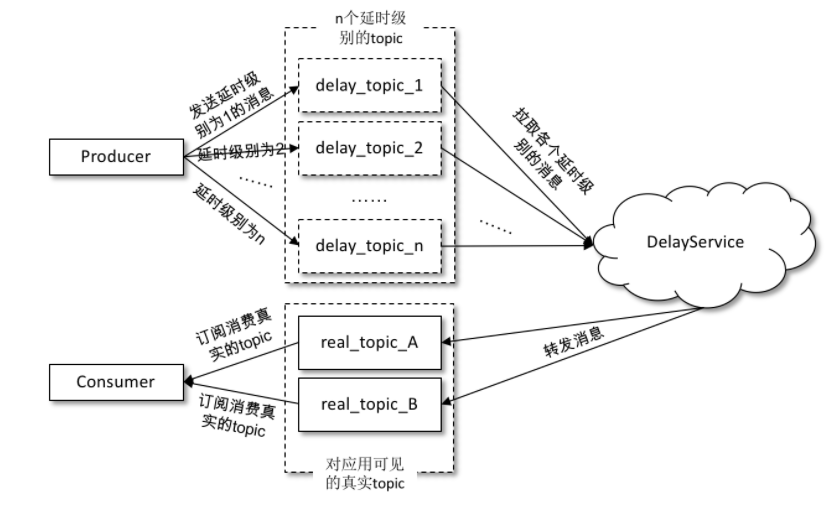 n个延时级
别的topic
发送延时级
别为1的消息
delay_topic_1
拉取各个延时级
别的消息
Producer
延时级别为2
delay_topic_2
……
延时级别为n
……
delay_topic_n
……
DelayService
订阅消费真
实的topic
real_topic_A
转发消息
Consumer
订阅消费真
实的topic
real_topic_B
对应用可见
的真实topic